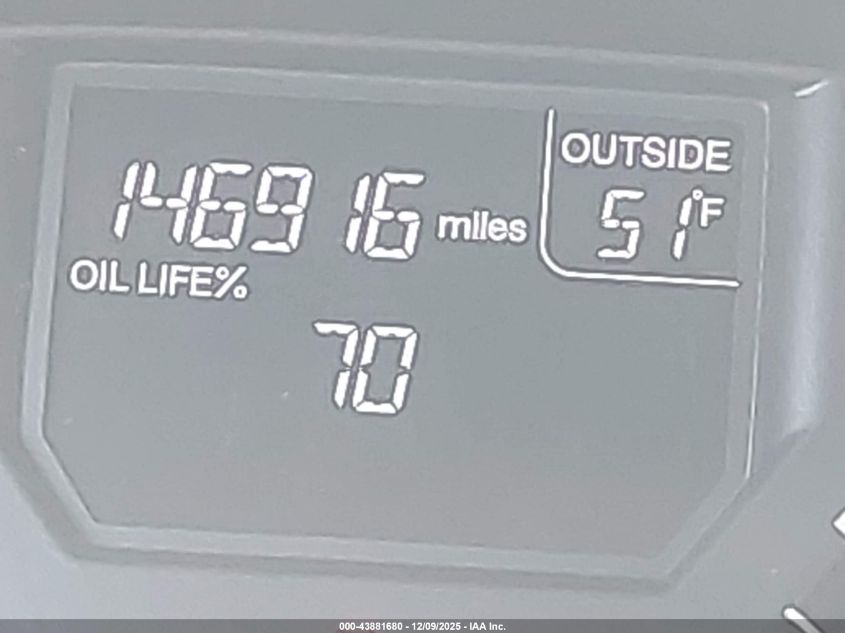 OUTSIDE
146916 miles
51°F
OIL LIFE%
70
000-43881680 - 12/09/2025 - IAA Inc.